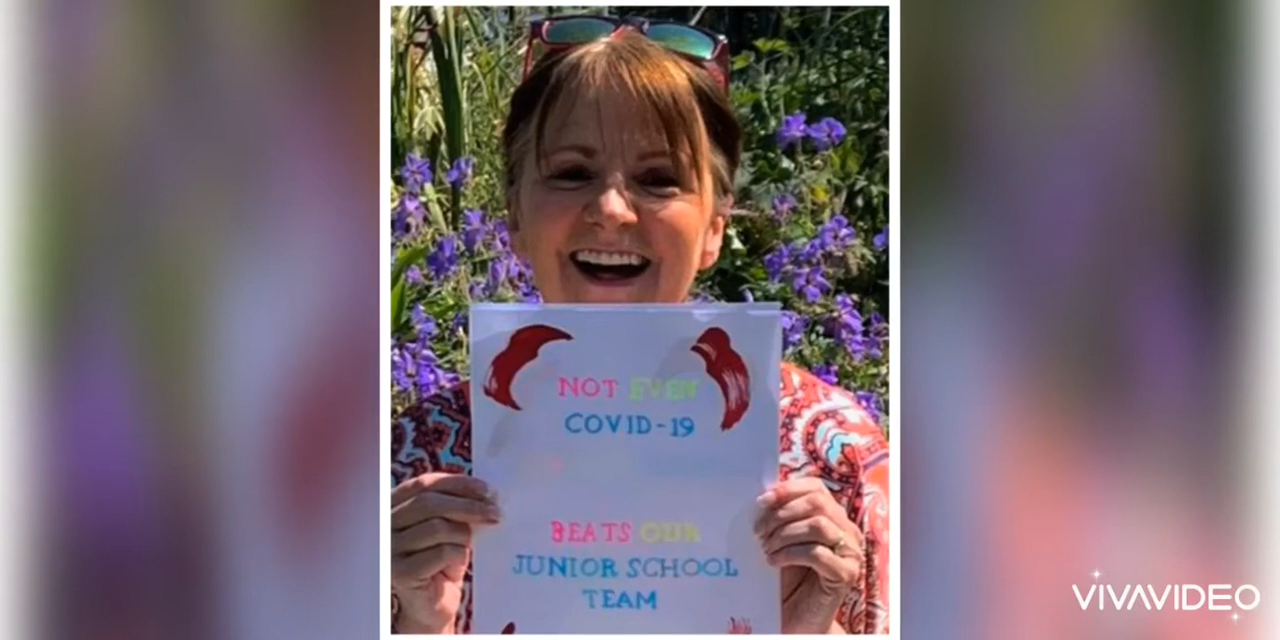 NOT EVEN
COVID-19
BEATS OUR
JUNIOR SCHOOL
TEAM
VIVAVIDEO